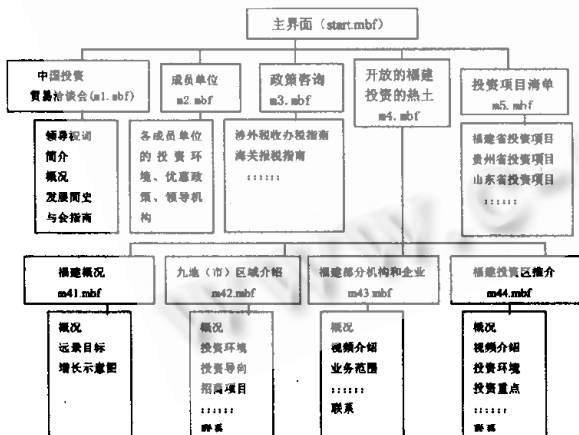 主界面（start.mbf）
中国投资
贸易洽谈会(m1.mbf)
成员单位
m2.mbf
政策咨询
m3.mbf
开放的福建
投资的热土
m4.mbf
投资项目清单
m5.mbf
领导祝词
简介
概况
发展简史
与会指南
各成员单位
的投资环
境、优惠政
策、领导机
构
涉外税收办税指南
海关报税指南
::::::
福建省投资项目
贵州省投资项目
山东省投资项目
::::::
福建概况
m41.mbf
九地（市）区域介绍
m42.mbf
福建部分机构和企业
m43.mbf
福建投资区推介
m44.mbf
概况
远景目标
增长示意图
概况
投资环境
投资导向
招商项目
::::::
联系
概况
视频介绍
业务范围
::::::
联系
概况
视频介绍
投资环境
投资重点
::::::
联系